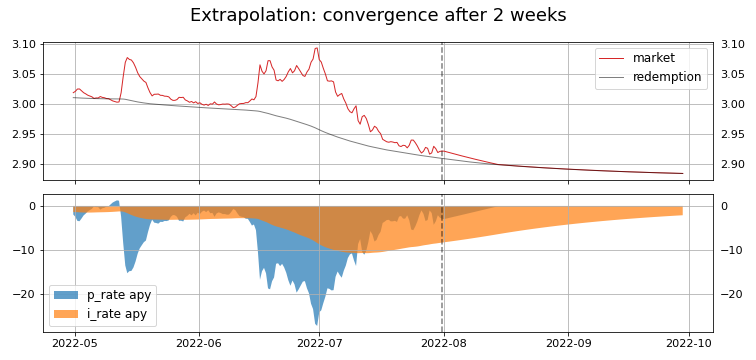 Extrapolation: convergence after 2 weeks
3.10 3.10
3.05 3.05
3.00 3.00
2.95 2.95
2.90 2.90
market
redemption
0 0
−10 −10
−20 −20
p_rate apy
i_rate apy
2022-05 2022-06 2022-07 2022-08 2022-09 2022-10